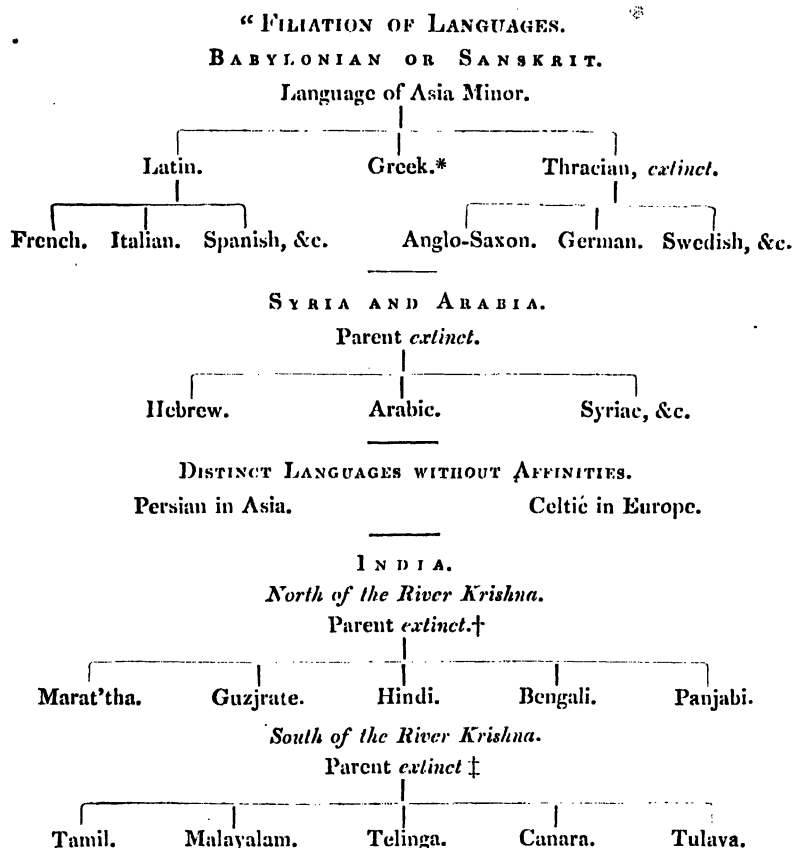 “ Filiation of Languages.
Babylonian or Sanskrit.
Language of Asia Minor.
Latin. Greek.* Thracian, extinct.
French. Italian. Spanish, &c. Anglo-Saxon. German. Swedish, &c.
Syria and Arabia.
Parent extinct.
Hebrew. Arabic. Syriac, &c.
Distinct Languages without Affinities.
Persian in Asia. Celtic in Europe.
India.
North of the River Krishna.
Parent extinct.†
Marat’tha. Guzjrate. Hindi. Bengali. Panjabi.
South of the River Krishna.
Parent extinct ‡
Tamil. Malayalam. Telinga. Canara. Tulava.